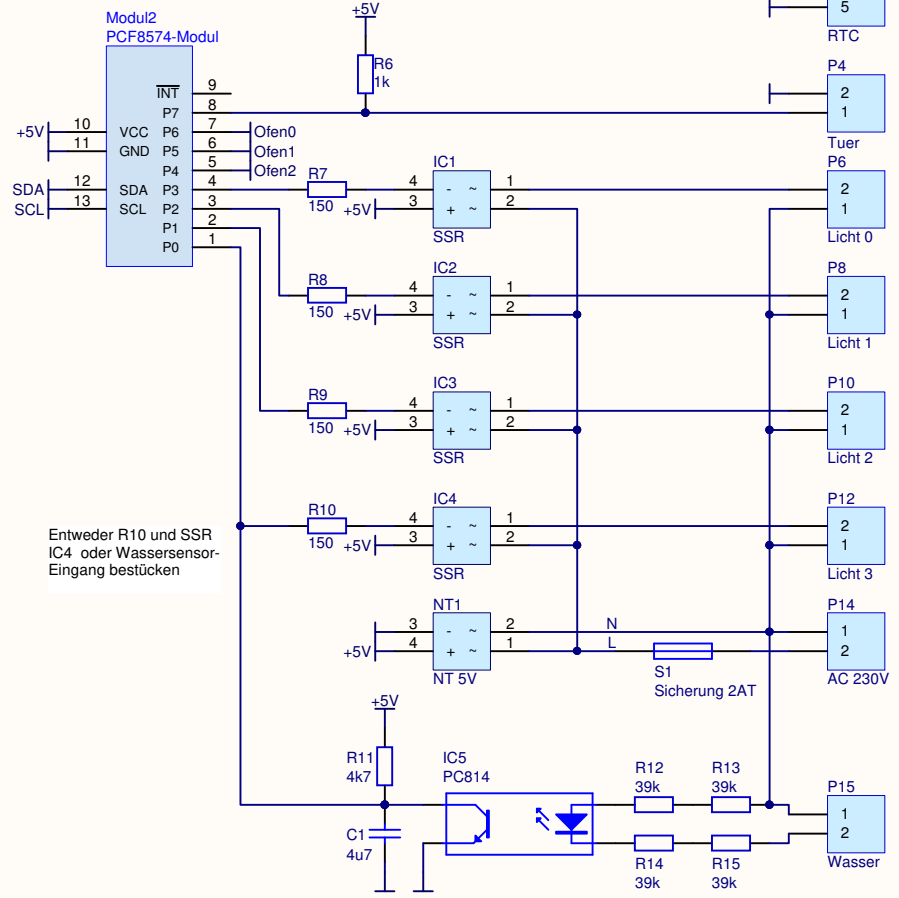 Modul2
PCF8574-Modul
INT 9
P7 8
+5V 10 VCC P6 7 Ofen0
11 GND P5 6 Ofen1
P4 5 Ofen2
SDA 12 SDA P3 4
SCL 13 SCL P2 3
P1 2
P0 1
+5V
R6
1k
5
RTC
P4
2
1
Tuer
R7
150
+5V
IC1
4 - ~ 1
3 + ~ 2
SSR
P6
2
1
Licht 0
R8
150
+5V
IC2
4 - ~ 1
3 + ~ 2
SSR
P8
2
1
Licht 1
R9
150
+5V
IC3
4 - ~ 1
3 + ~ 2
SSR
P10
2
1
Licht 2
Entweder R10 und SSR
IC4 oder Wassersensor-
Eingang bestücken
R10
150
+5V
IC4
4 - ~ 1
3 + ~ 2
SSR
P12
2
1
Licht 3
NT1
3 - ~ 2 N
+5V 4 + ~ 1 L
NT 5V
S1
Sicherung 2AT
P14
1
2
AC 230V
+5V
R11
4k7
C1
4u7
IC5
PC814
R12
39k
R13
39k
R14
39k
R15
39k
P15
1
2
Wasser